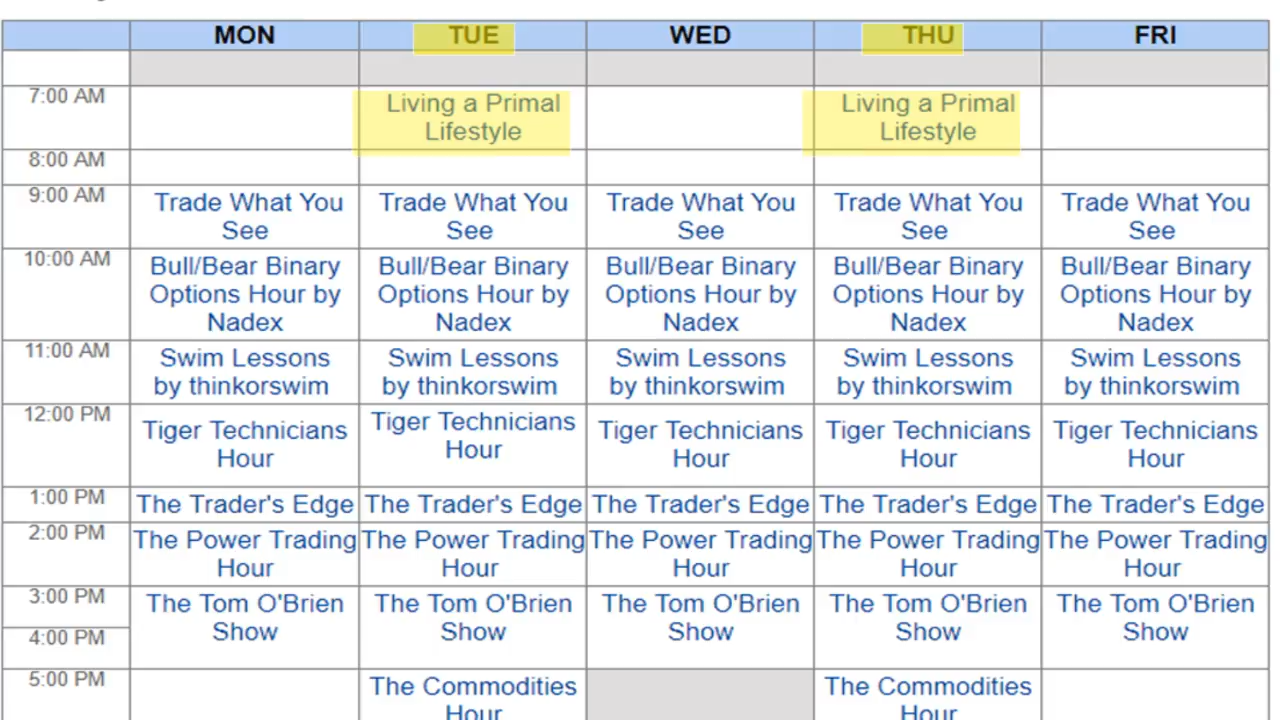 MON TUE WED THU FRI
7:00 AM
Living a Primal Living a Primal
Lifestyle Lifestyle
8:00 AM
9:00 AM
Trade What You Trade What You Trade What You Trade What You Trade What You
See See See See See
10:00 AM
Bull/Bear Binary Bull/Bear Binary Bull/Bear Binary Bull/Bear Binary Bull/Bear Binary
Options Hour by Options Hour by Options Hour by Options Hour by Options Hour by
Nadex Nadex Nadex Nadex Nadex
11:00 AM
Swim Lessons Swim Lessons Swim Lessons Swim Lessons Swim Lessons
by thinkorswim by thinkorswim by thinkorswim by thinkorswim by thinkorswim
12:00 PM
Tiger Technicians Tiger Technicians Tiger Technicians Tiger Technicians Tiger Technicians
Hour Hour Hour Hour Hour
1:00 PM
The Trader's Edge The Trader's Edge The Trader's Edge The Trader's Edge The Trader's Edge
2:00 PM
The Power Trading The Power Trading The Power Trading The Power Trading The Power Trading
Hour Hour Hour Hour Hour
3:00 PM
The Tom O'Brien The Tom O'Brien The Tom O'Brien The Tom O'Brien The Tom O'Brien
Show Show Show Show Show
4:00 PM
5:00 PM
The Commodities The Commodities
Hour Hour